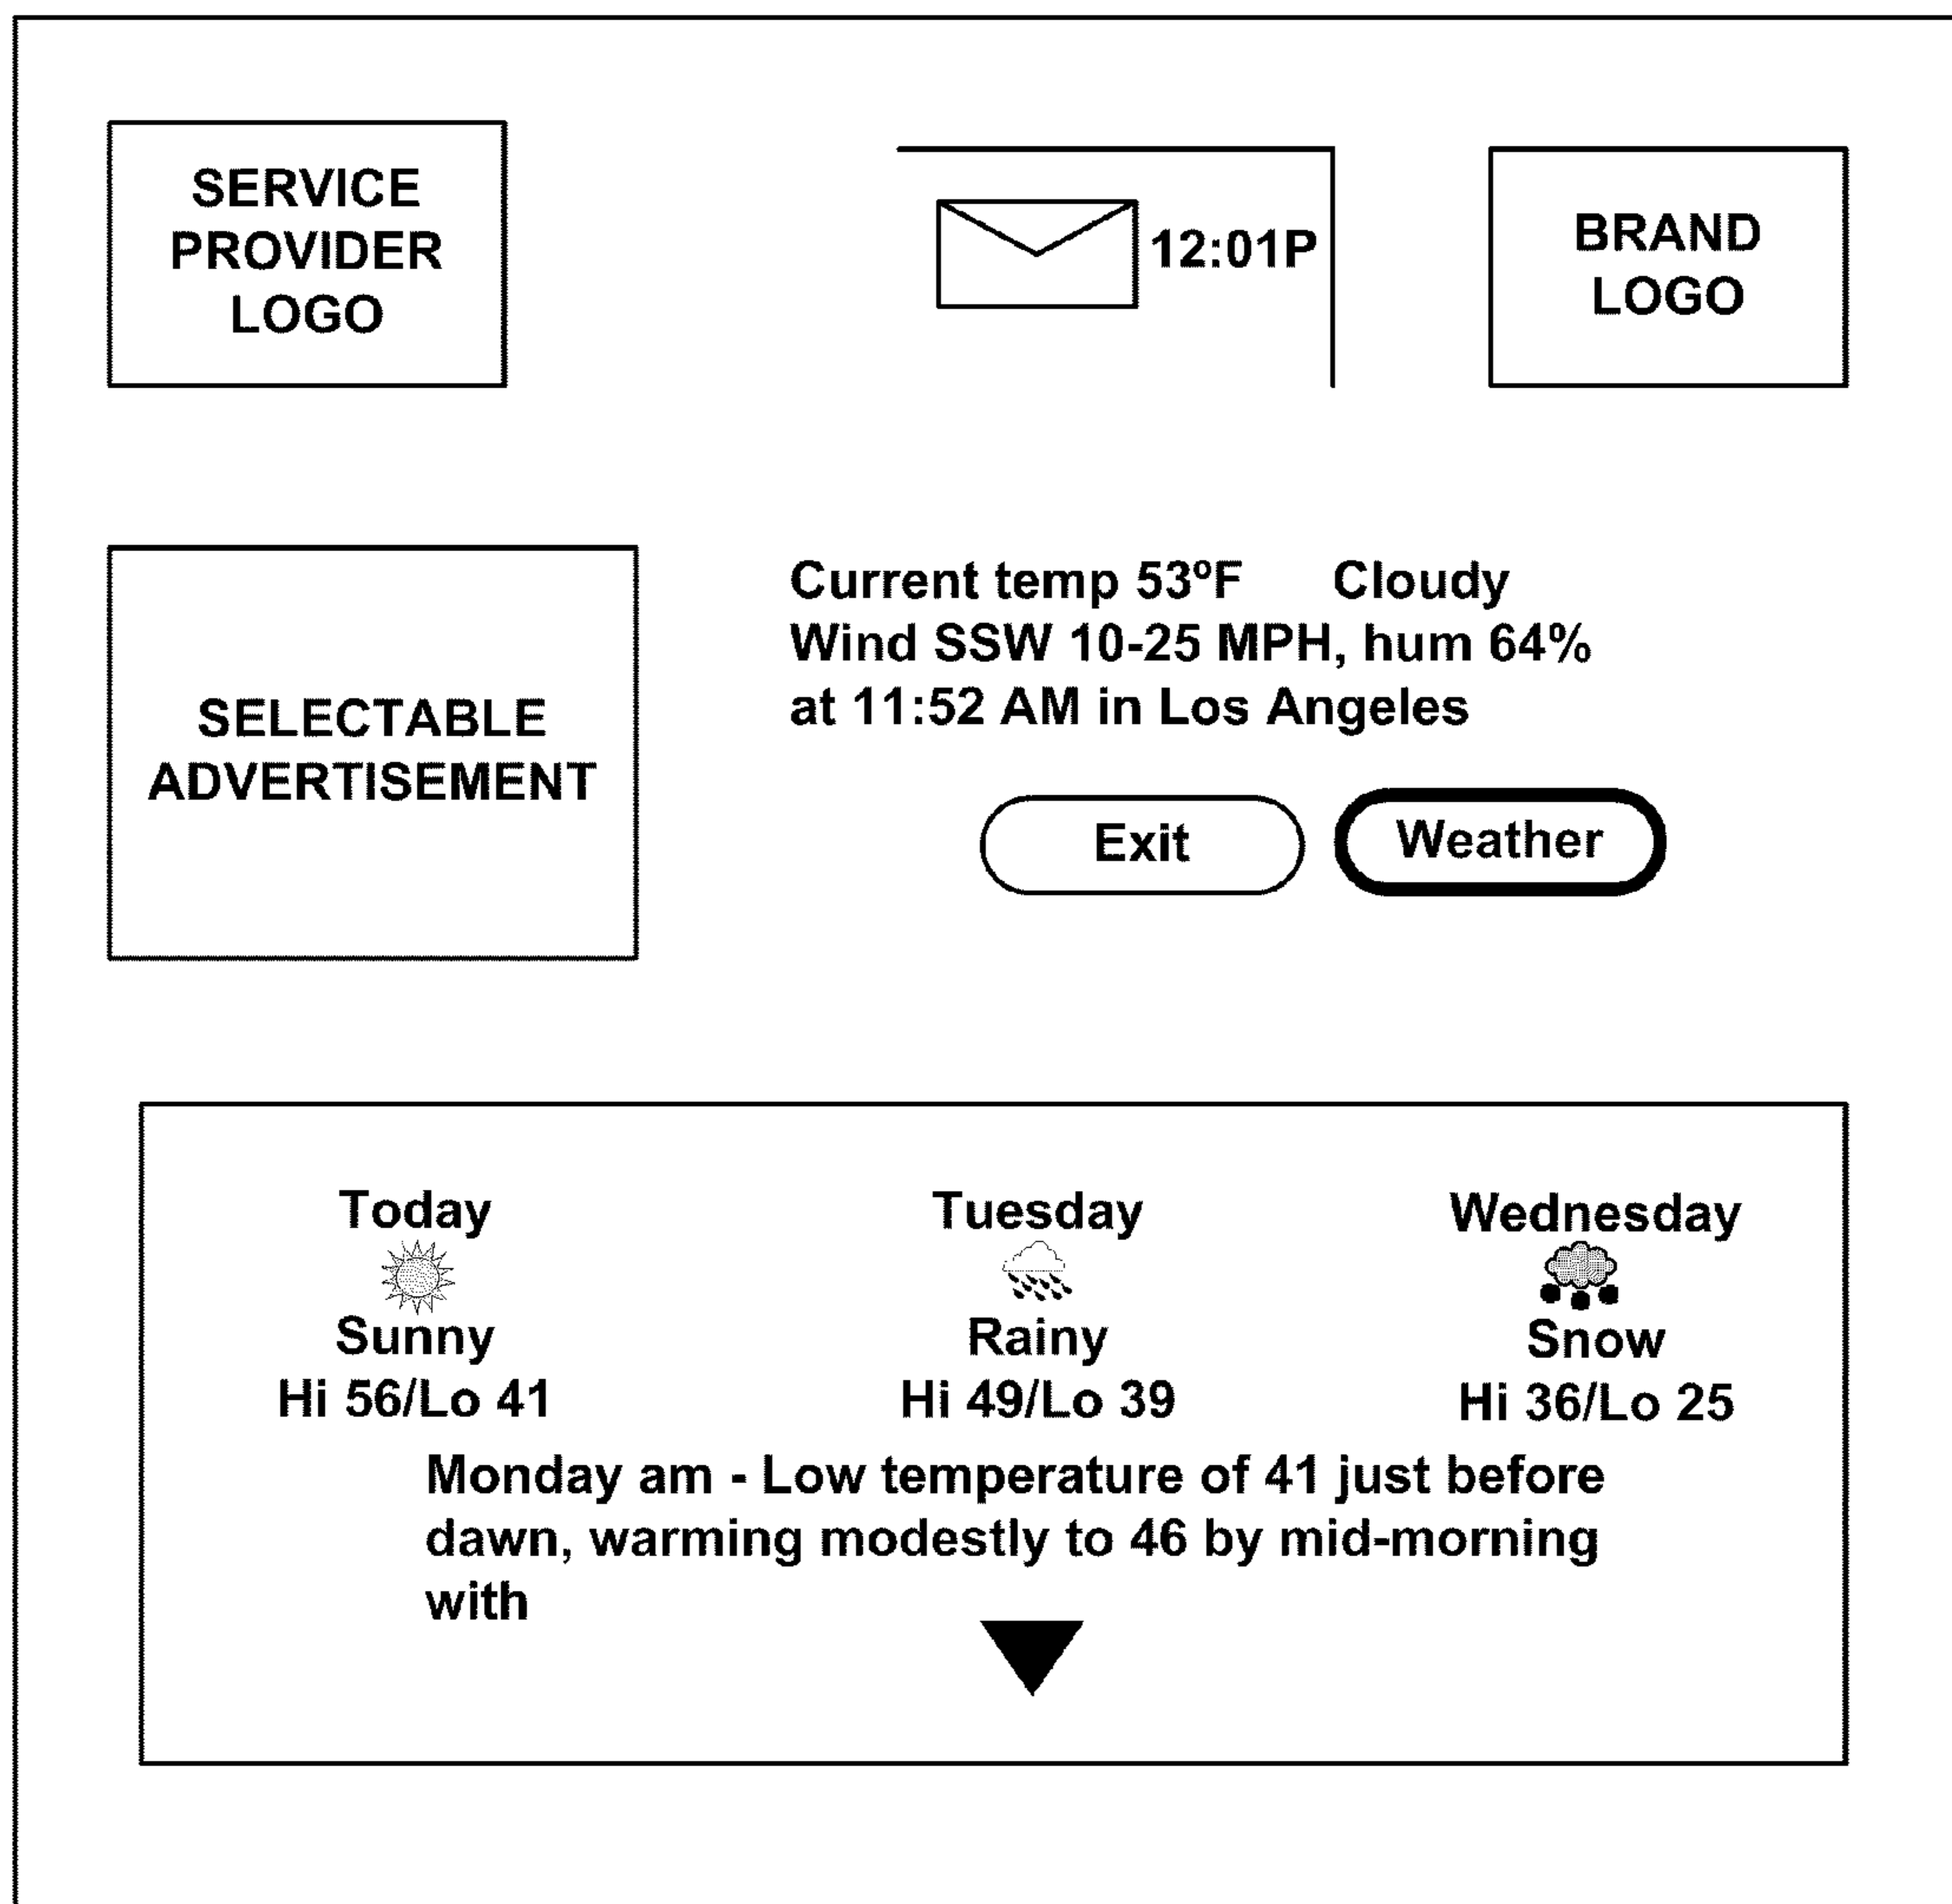 SERVICE
PROVIDER
LOGO
12:01P
BRAND
LOGO
SELECTABLE
ADVERTISEMENT
Current temp 53ºF Cloudy
Wind SSW 10-25 MPH, hum 64%
at 11:52 AM in Los Angeles
Exit
Weather
Today
Sunny
Hi 56/Lo 41
Tuesday
Rainy
Hi 49/Lo 39
Wednesday
Snow
Hi 36/Lo 25
Monday am - Low temperature of 41 just before
dawn, warming modestly to 46 by mid-morning
with